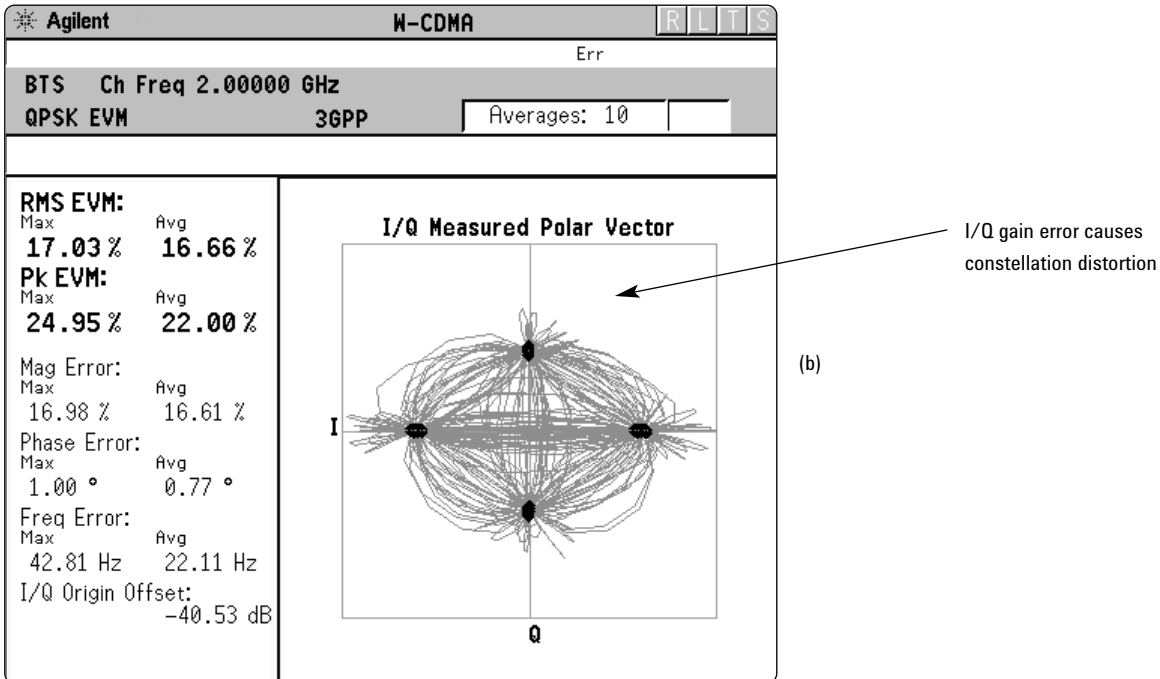 Agilent W-CDMA R L T S
Err
BTS Ch Freq 2.00000 GHz
QPSK EVM 3GPP Averages: 10
RMS EVM:
Max Avg
17.03 % 16.66 %
Pk EVM:
Max Avg
24.95 % 22.00 %
Mag Error:
Max Avg
16.98 % 16.61 %
Phase Error:
Max Avg
1.00 ° 0.77 °
Freq Error:
Max Avg
42.81 Hz 22.11 Hz
I/Q Origin Offset:
-40.53 dB
I/Q Measured Polar Vector
I
Q
I/Q gain error causes
constellation distortion
(b)